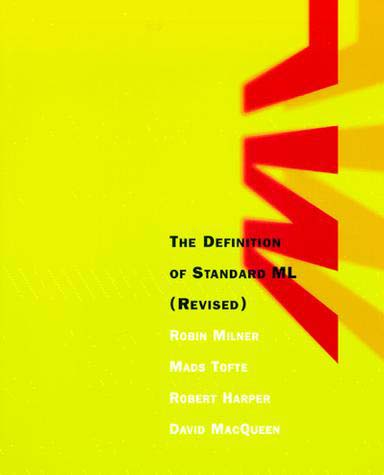 THE DEFINITION
OF STANDARD ML
(REVISED)
ROBIN MILNER
MADS TOFTE
ROBERT HARPER
DAVID MACQUEEN